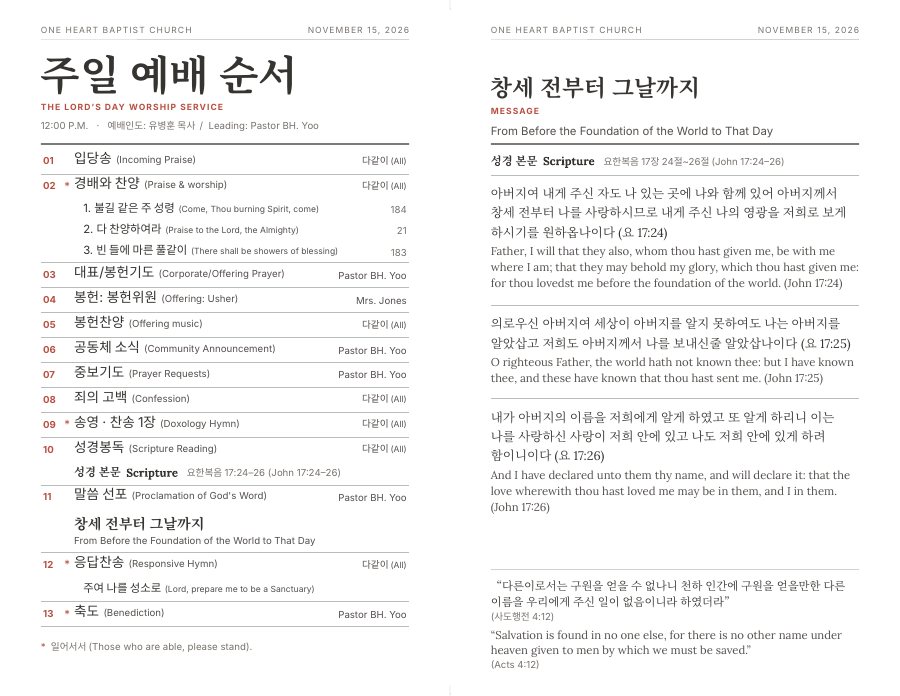 ONE HEART BAPTIST CHURCH NOVEMBER 15, 2026
주일 예배 순서
THE LORD'S DAY WORSHIP SERVICE
12:00 P.M. · 예배인도: 유병훈 목사 / Leading: Pastor BH. Yoo
01 입당송 (Incoming Praise) 다같이 (All)
02 * 경배와 찬양 (Praise & worship) 다같이 (All)
1. 불길 같은 주 성령 (Come, Thou burning Spirit, come) 184
2. 다 찬양하여라 (Praise to the Lord, the Almighty) 21
3. 빈 들에 마른 풀같이 (There shall be showers of blessing) 183
03 대표/봉헌기도 (Corporate/Offering Prayer) Pastor BH. Yoo
04 봉헌: 봉헌위원 (Offering: Usher) Mrs. Jones
05 봉헌찬양 (Offering music) 다같이 (All)
06 공동체 소식 (Community Announcement) Pastor BH. Yoo
07 중보기도 (Prayer Requests) Pastor BH. Yoo
08 죄의 고백 (Confession) 다같이 (All)
09 * 송영 · 찬송 1장 (Doxology Hymn) 다같이 (All)
10 성경봉독 (Scripture Reading) 다같이 (All)
성경 본문 Scripture 요한복음 17:24–26 (John 17:24–26)
11 말씀 선포 (Proclamation of God's Word) Pastor BH. Yoo
창세 전부터 그날까지
From Before the Foundation of the World to That Day
12 * 응답찬송 (Responsive Hymn) 다같이 (All)
주여 나를 성소로 (Lord, prepare me to be a Sanctuary)
13 * 축도 (Benediction) Pastor BH. Yoo
* 일어서서 (Those who are able, please stand).
ONE HEART BAPTIST CHURCH NOVEMBER 15, 2026
창세 전부터 그날까지
MESSAGE
From Before the Foundation of the World to That Day
성경 본문 Scripture 요한복음 17장 24절~26절 (John 17:24–26)
아버지여 내게 주신 자도 나 있는 곳에 나와 함께 있어 아버지께서
창세 전부터 나를 사랑하시므로 내게 주신 나의 영광을 저희로 보게
하시기를 원하옵나이다 (요 17:24)
Father, I will that they also, whom thou hast given me, be with me
where I am; that they may behold my glory, which thou hast given me:
for thou lovedst me before the foundation of the world. (John 17:24)
의로우신 아버지여 세상이 아버지를 알지 못하여도 나는 아버지를
알았삽고 저희도 아버지께서 나를 보내신줄 알았삽나이다 (요 17:25)
O righteous Father, the world hath not known thee: but I have known
thee, and these have known that thou hast sent me. (John 17:25)
내가 아버지의 이름을 저희에게 알게 하였고 또 알게 하리니 이는
나를 사랑하신 사랑이 저희 안에 있고 나도 저희 안에 있게 하려
함이니이다 (요 17:26)
And I have declared unto them thy name, and will declare it: that the
love wherewith thou hast loved me may be in them, and I in them.
(John 17:26)
“다른이로서는 구원을 얻을 수 없나니 천하 인간에 구원을 얻을만한 다른
이름을 우리에게 주신 일이 없음이니라 하였더라”
(사도행전 4:12)
“Salvation is found in no one else, for there is no other name under
heaven given to men by which we must be saved.”
(Acts 4:12)